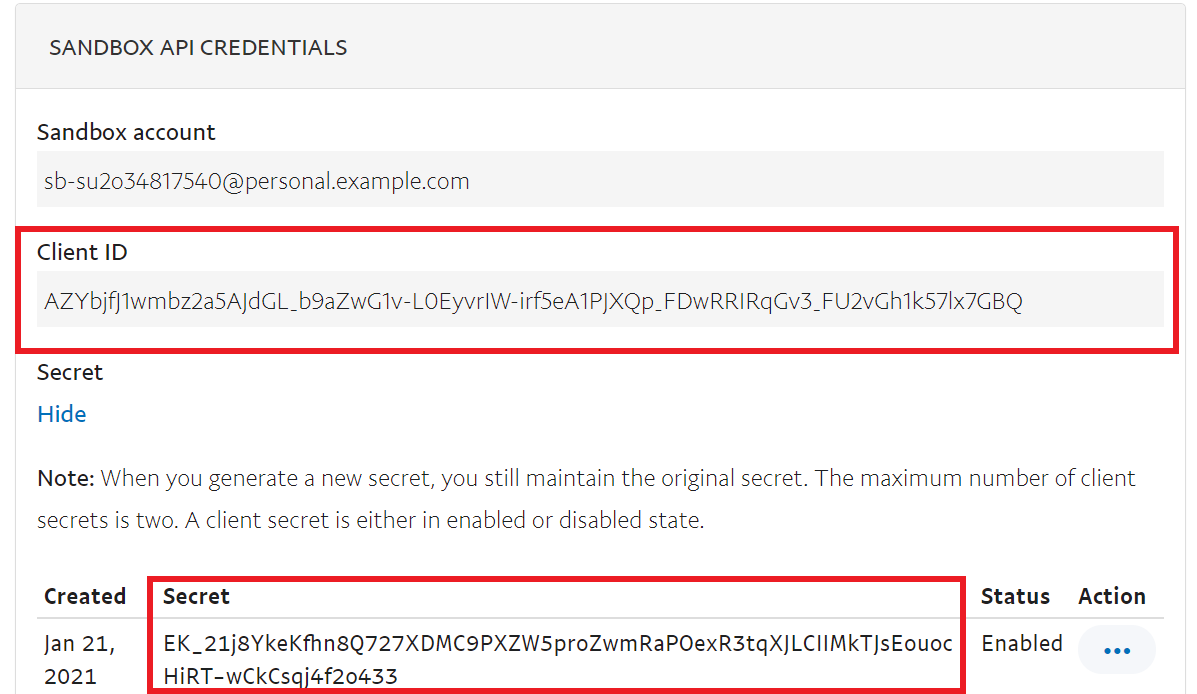 SANDBOX API CREDENTIALS
Sandbox account
sb-su2o34817540@personal.example.com
Client ID
AZYbjfJ1wmbz2a5AJdGL_b9aZwG1v-L0EyvrIW-irf5eA1PJXQp_FDwRRIRqGv3_FU2vGh1k57lx7GBQ
Secret
Hide
Note: When you generate a new secret, you still maintain the original secret. The maximum number of client
secrets is two. A client secret is either in enabled or disabled state.
Created Secret Status Action
Jan 21, EK_21j8YkeKfhn8Q727XDMC9PXZW5proZwmRaPOexR3tqXJLCIIMkTJsEouoc Enabled
2021 HiRT-wCkCsqj4f2o433